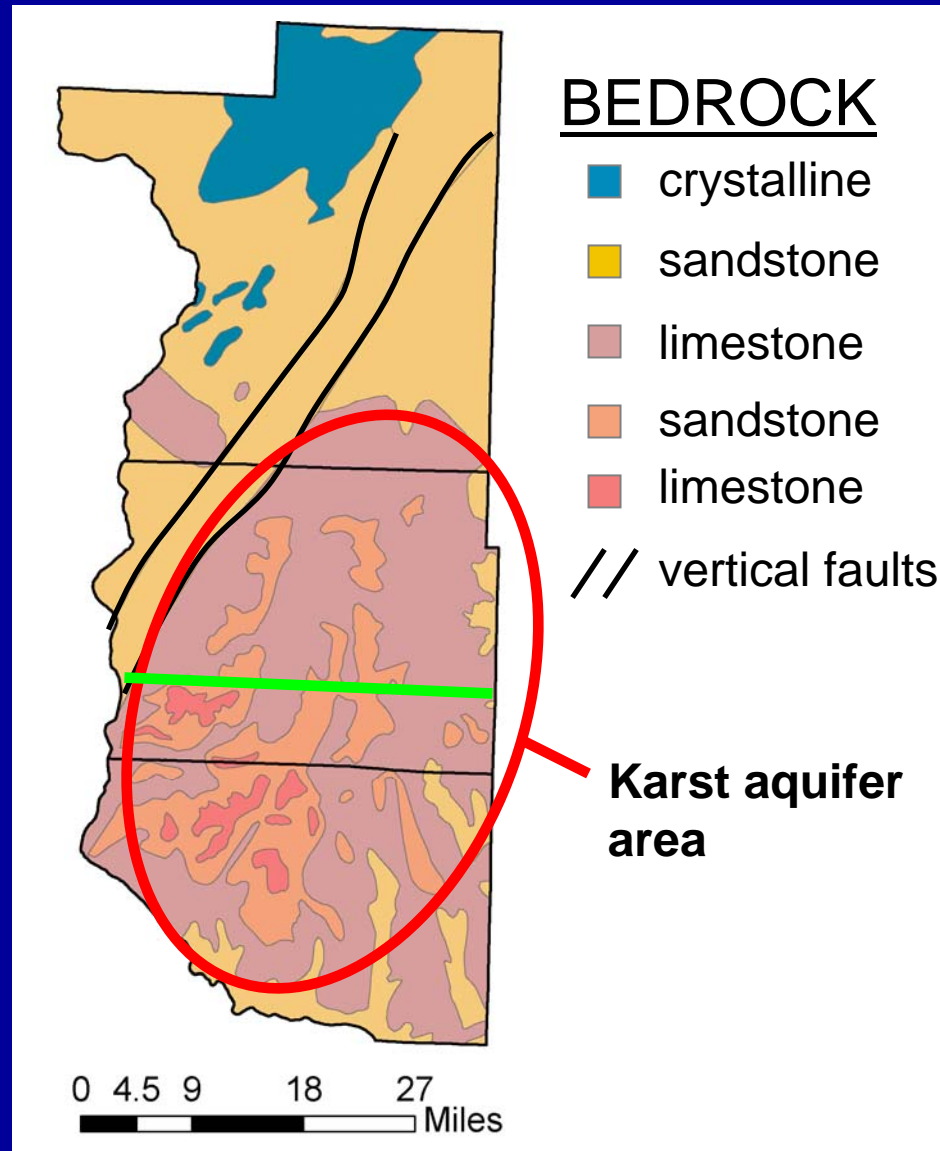 BEDROCK
crystalline
sandstone
limestone
sandstone
limestone
vertical faults
Karst aquifer
area
0 4.5 9 18 27
Miles